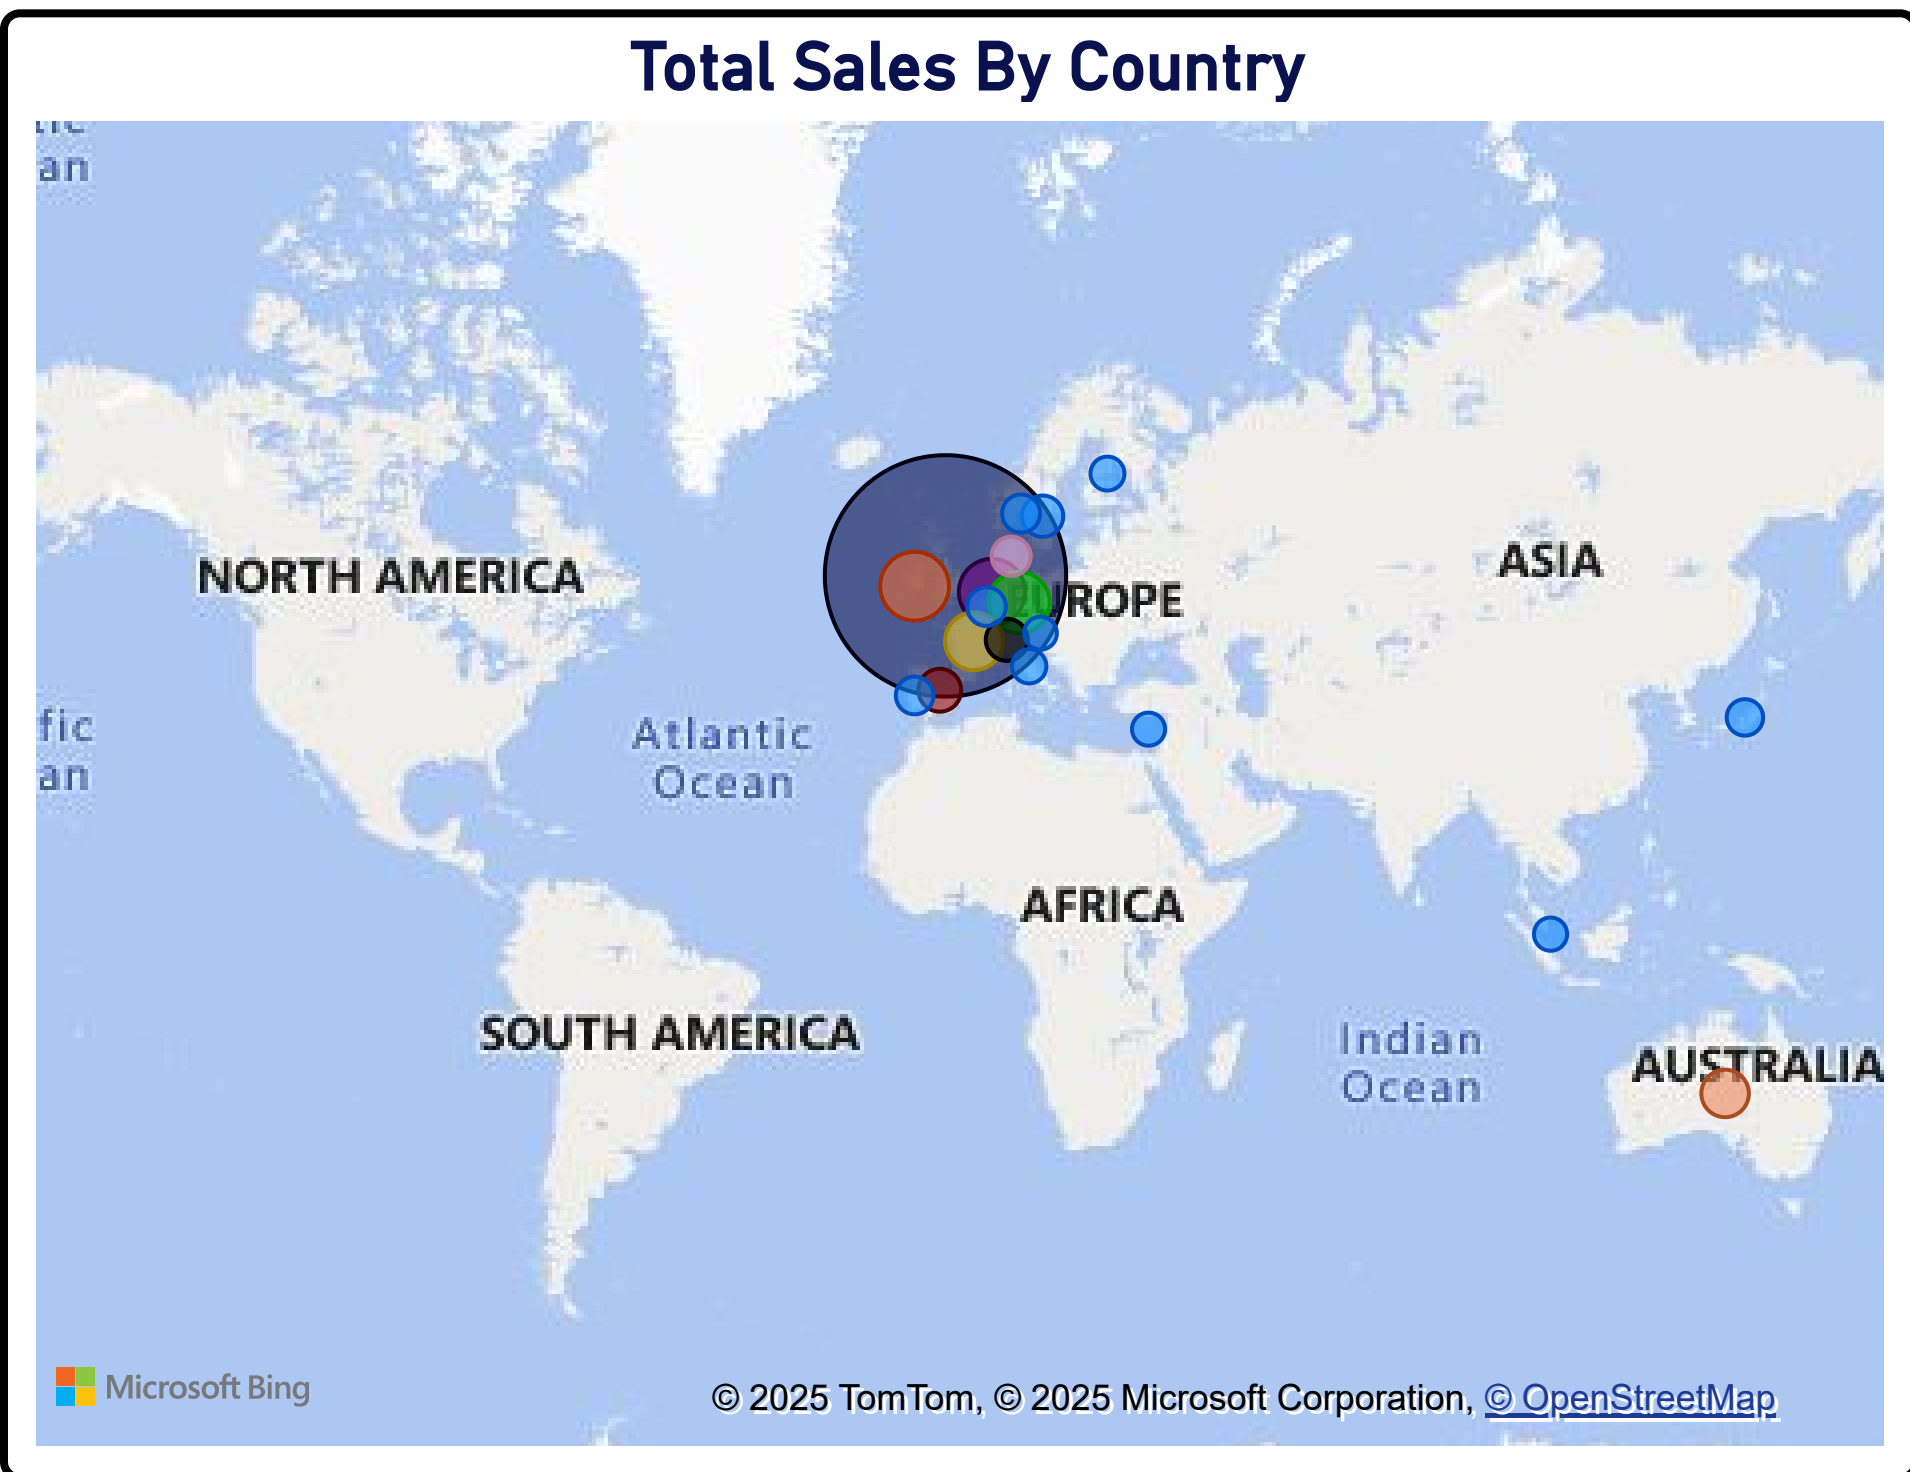 Total Sales By Country
an
NORTH AMERICA
EUROPE
ASIA
fic
an
Atlantic
Ocean
AFRICA
SOUTH AMERICA
Indian
Ocean
AUSTRALIA
Microsoft Bing
© 2025 TomTom, © 2025 Microsoft Corporation, © OpenStreetMap